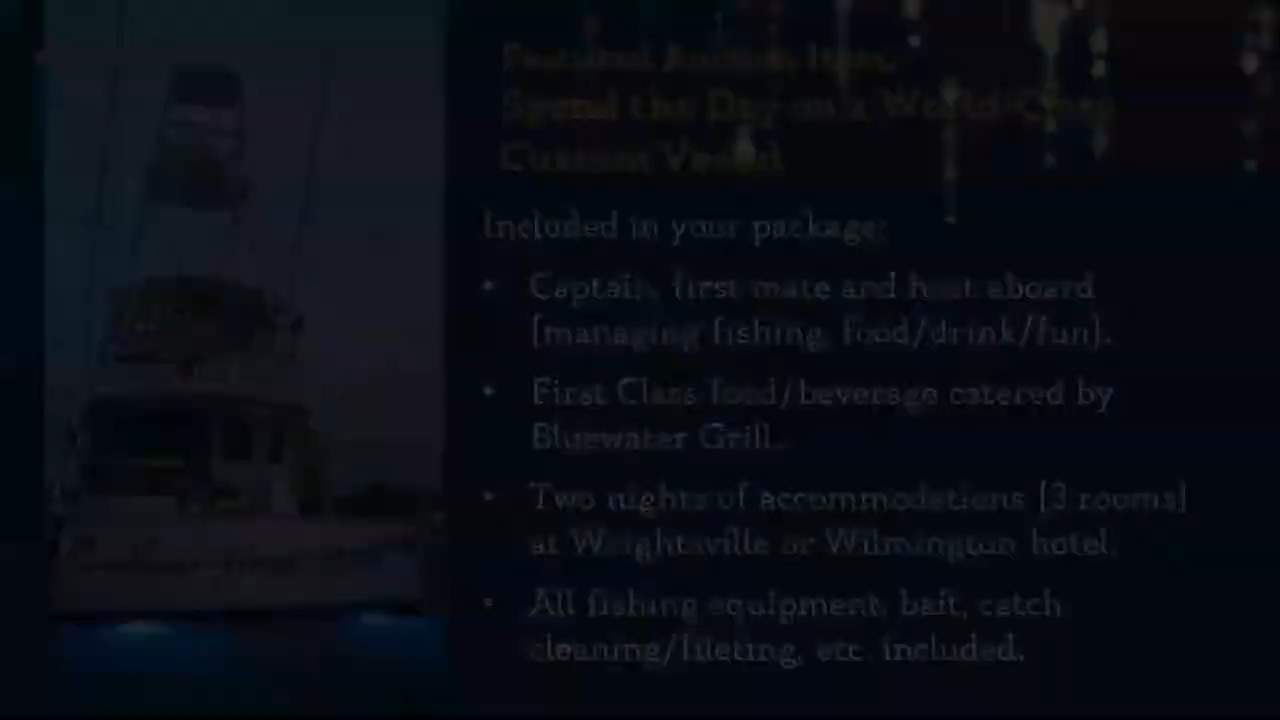 Featured Auction Item:
Spend the Day on a World-Class
Custom Vessel
Included in your package:
• Captain, first mate and host aboard
(managing fishing, food/drink/fun).
• First Class food/beverage catered by
Bluewater Grill.
• Two nights of accommodations (3 rooms)
at Wrightsville or Wilmington hotel.
• All fishing equipment, bait, catch
cleaning/fileting, etc. included.